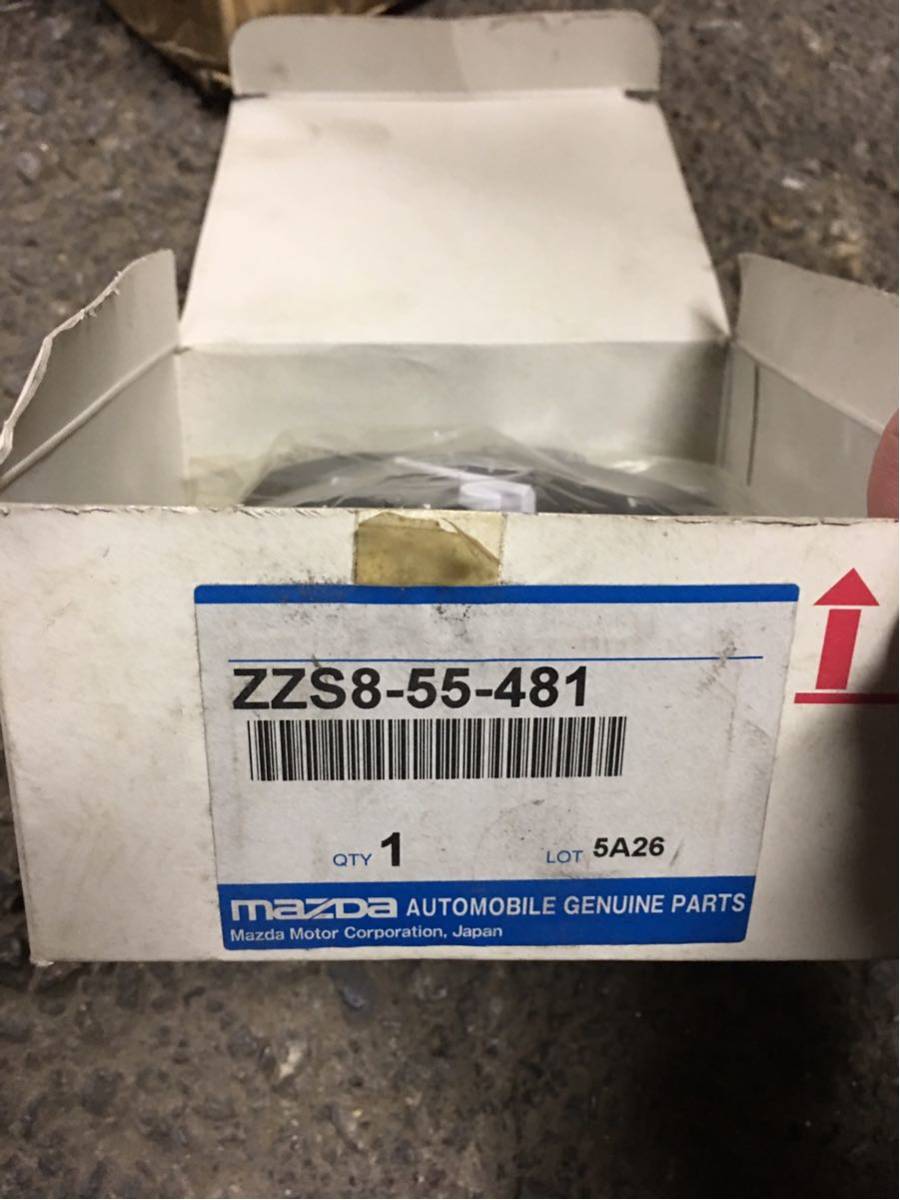 ZZS8-55-481
QTY 1
LOT 5A26
mazda AUTOMOBILE GENUINE PARTS
Mazda Motor Corporation, Japan